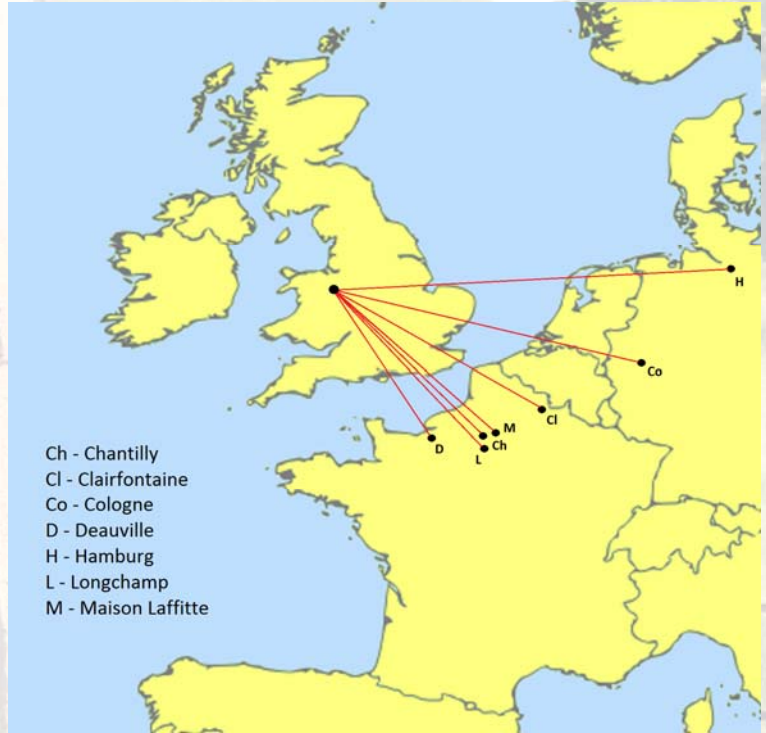 H
Co
Cl
M
Ch
D
L
Ch - Chantilly
Cl - Clairfontaine
Co - Cologne
D - Deauville
H - Hamburg
L - Longchamp
M - Maison Laffitte